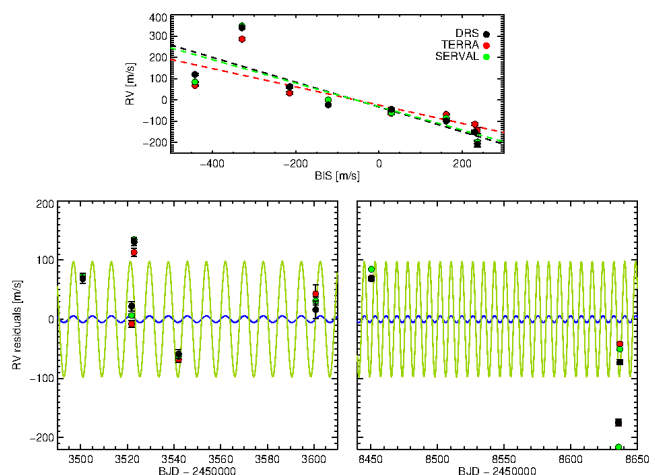 400
300
200
100
0
−100
−200
RV [m/s]
DRS
TERRA
SERVAL
−400 −200 0 200
BIS [m/s]
200
100
0
−100
−200
RV residuals [m/s]
3500 3520 3540 3560 3580 3600
BJD − 2450000
8450 8500 8550 8600 8650
BJD − 2450000